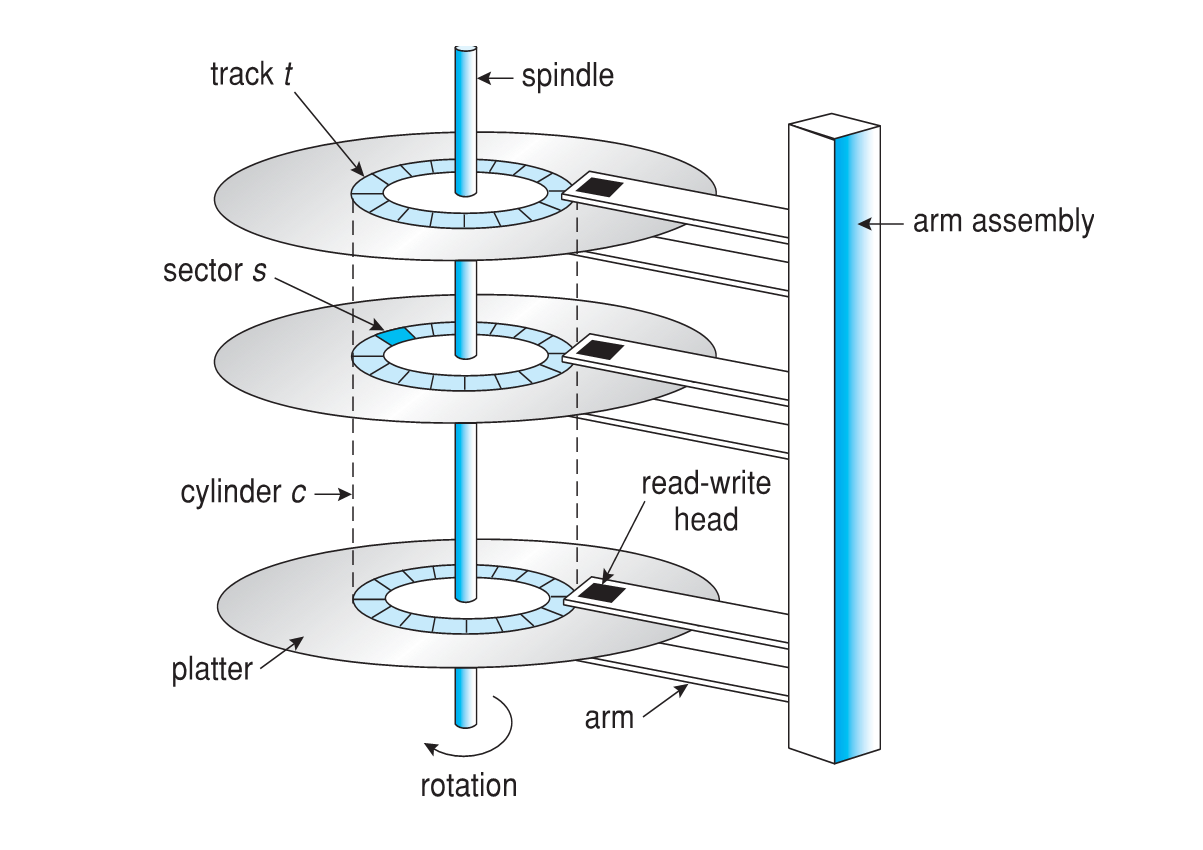 track t
spindle
arm assembly
sector s
cylinder c
read-write
head
platter
arm
rotation